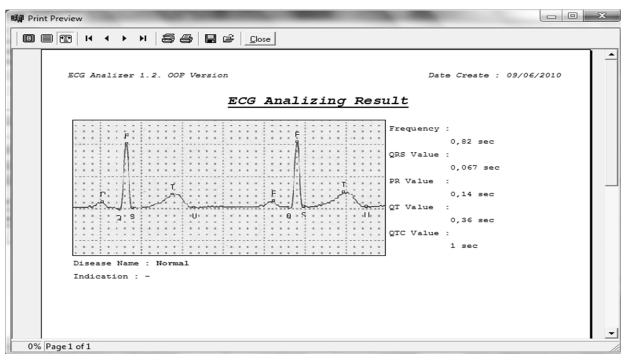 Print Preview
Close
ECG Analizer 1.2. OOP Version
Date Create : 09/06/2010
ECG Analizing Result
Frequency :
0,82 sec
QRS Value :
0,067 sec
PR Value :
0,14 sec
QT Value :
0,36 sec
QTC Value :
1 sec
T
S
U
T
S
U
Disease Name : Normal
Indication : -
0% Page 1 of 1